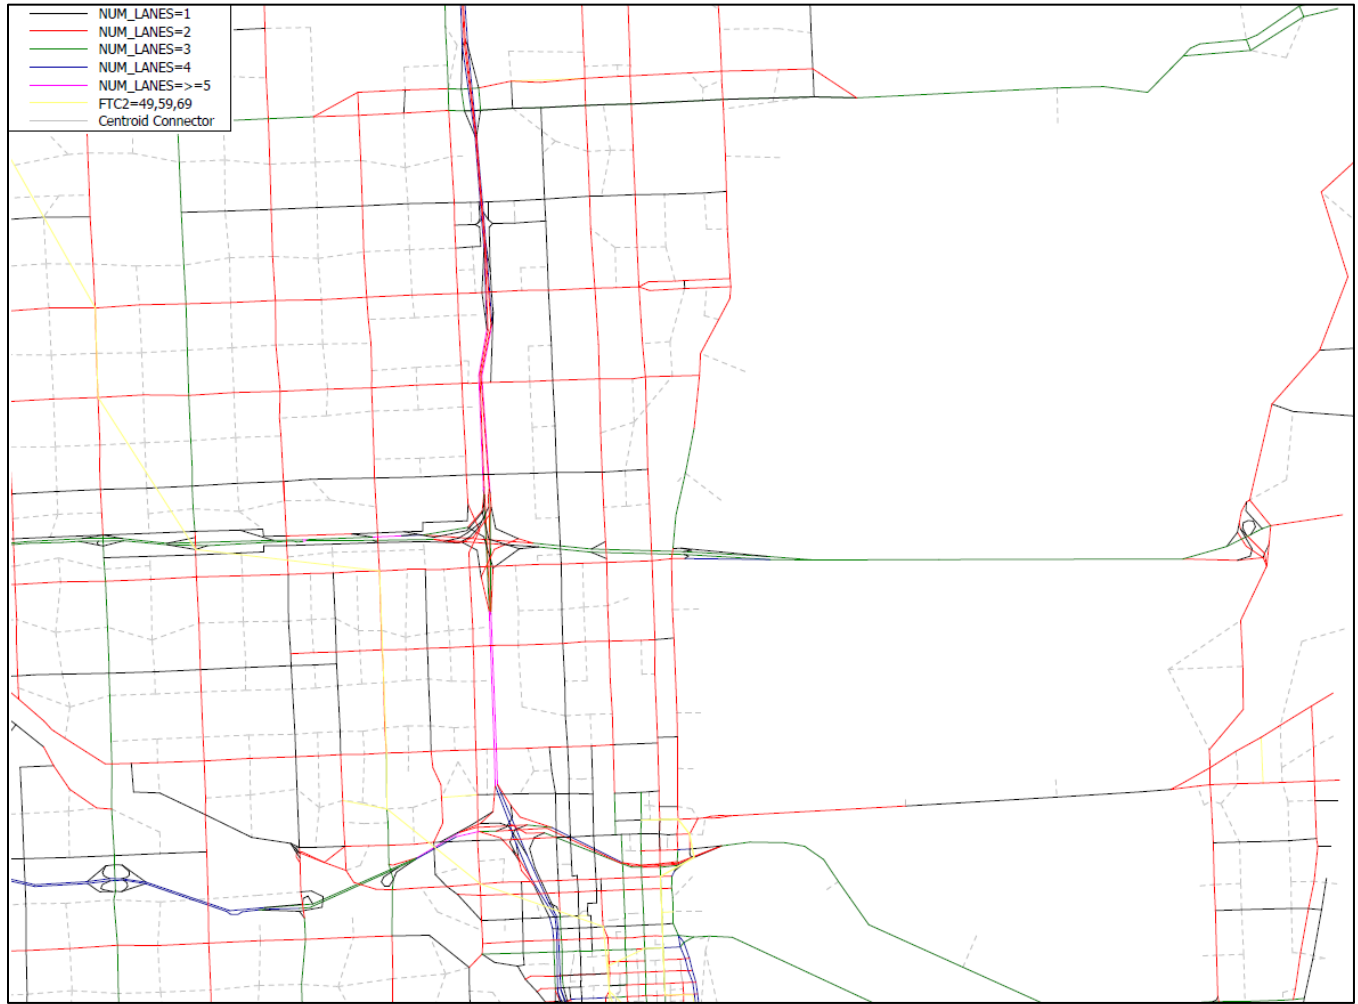 NUM_LANES=1
NUM_LANES=2
NUM_LANES=3
NUM_LANES=4
NUM_LANES=>=5
FTC2=49,59,69
Centroid Connector